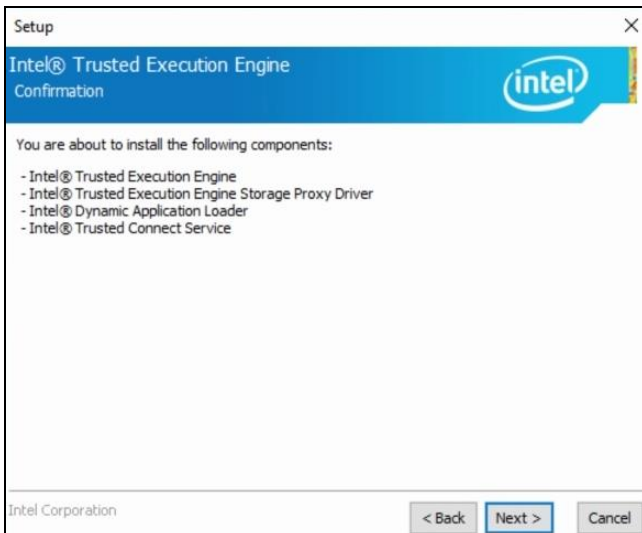 Setup
Intel® Trusted Execution Engine
Confirmation
intel
You are about to install the following components:
- Intel® Trusted Execution Engine
- Intel® Trusted Execution Engine Storage Proxy Driver
- Intel® Dynamic Application Loader
- Intel® Trusted Connect Service
Intel Corporation
< Back Next > Cancel